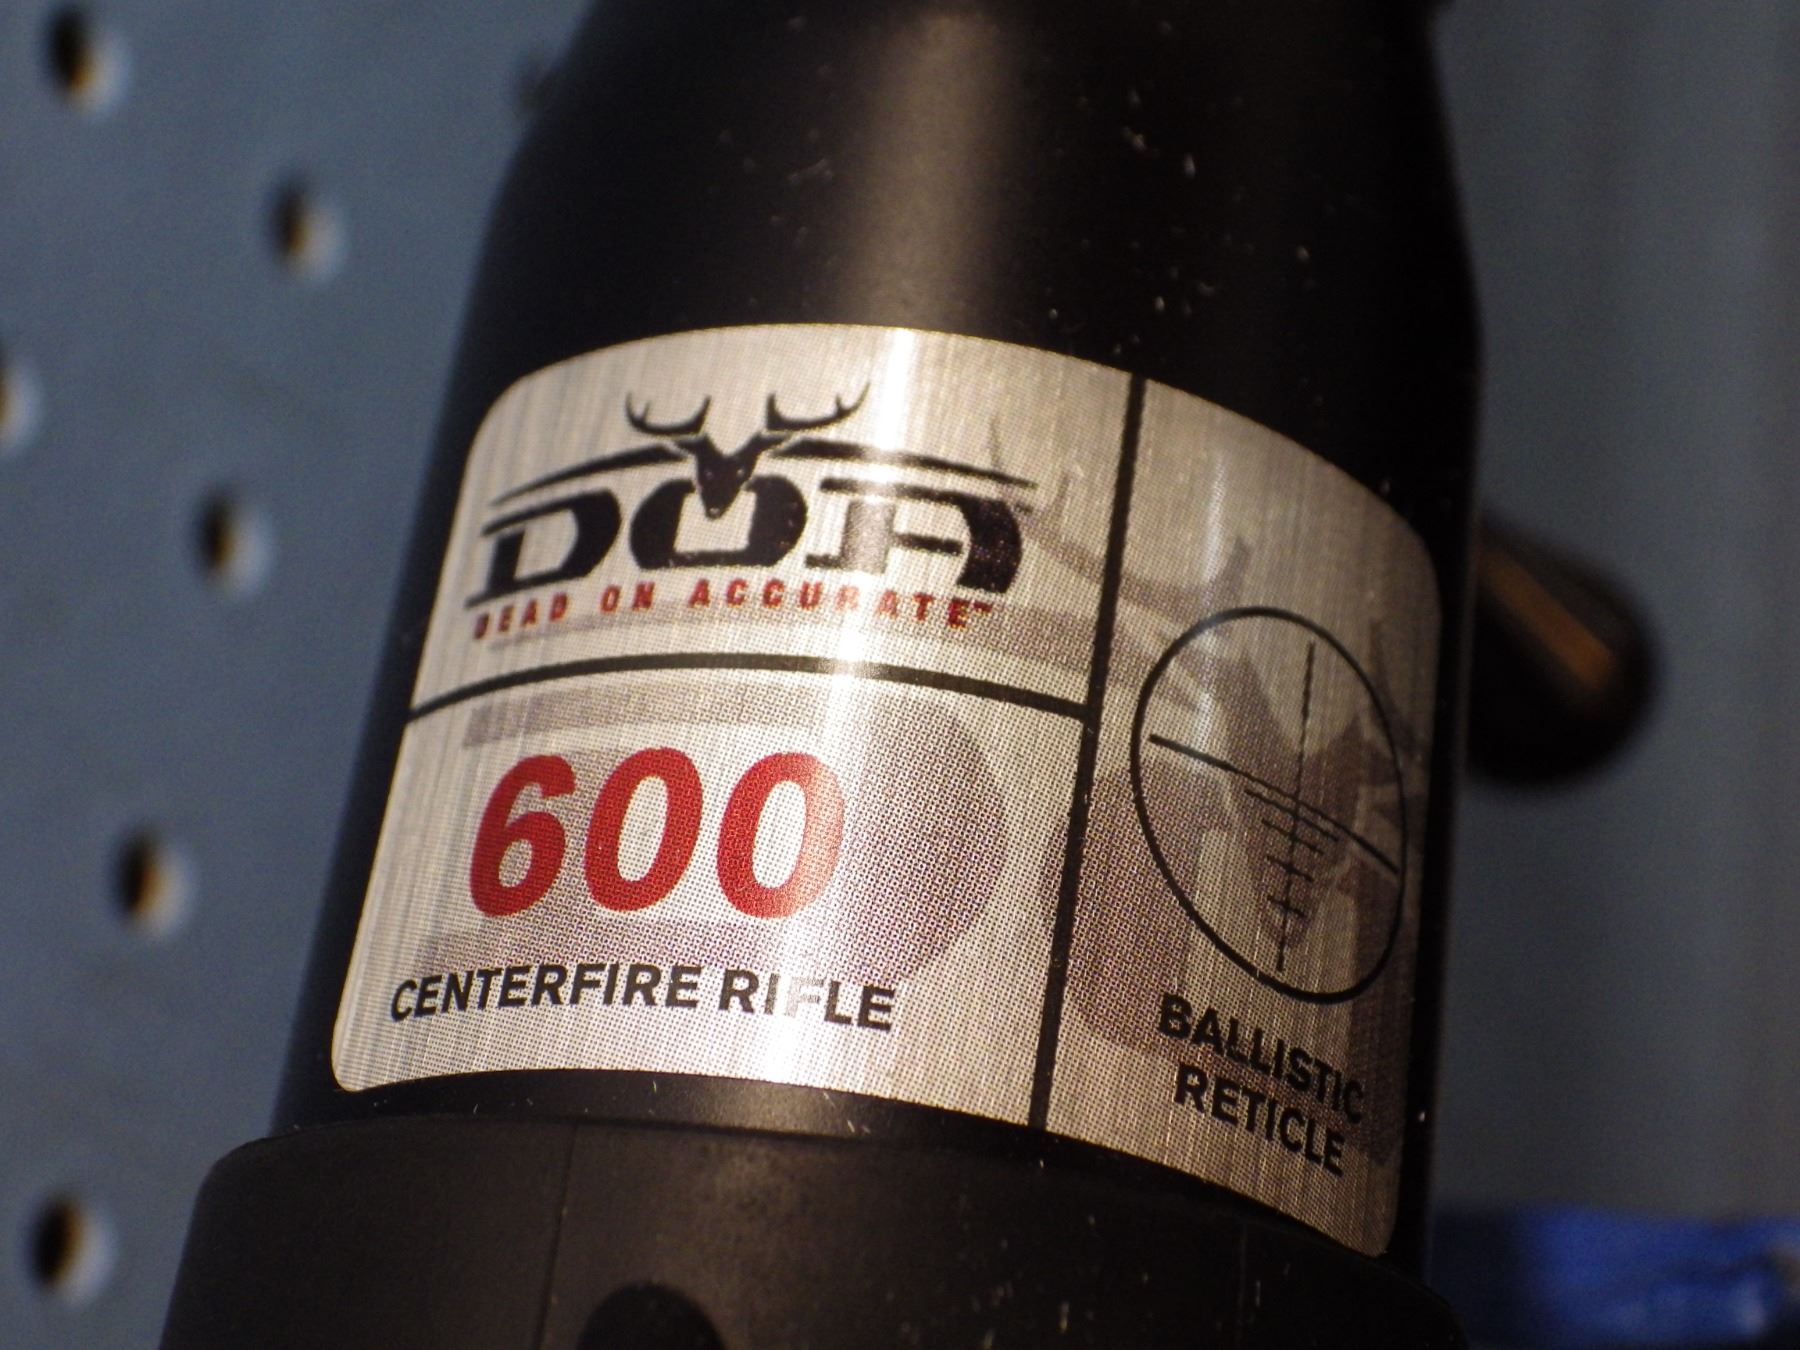 DOA
DEAD ON ACCURATE™
600
CENTERFIRE RIFLE
BALLISTIC
RETICLE